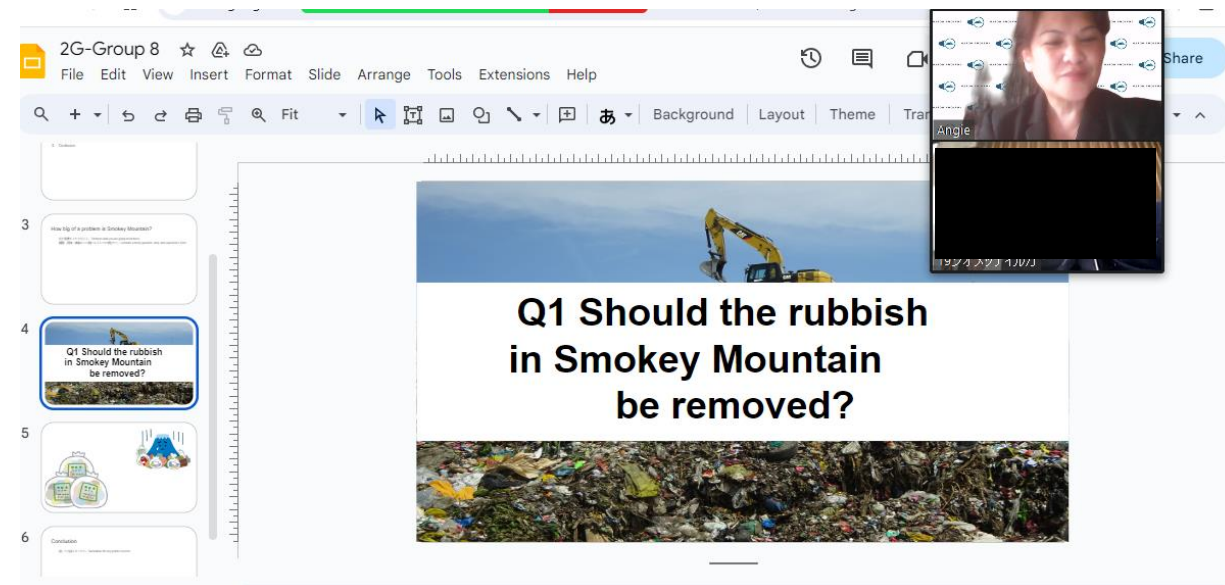 2G-Group 8
File Edit View Insert Format Slide Arrange Tools Extensions Help
Share
Fit
あ
Background
Layout
Theme
Angie
3
How big of a problem is Smokey Mountain?
4
Q1 Should the rubbish
in Smokey Mountain
be removed?
5
6
Conclusion
Q1 Should the rubbish
in Smokey Mountain
be removed?